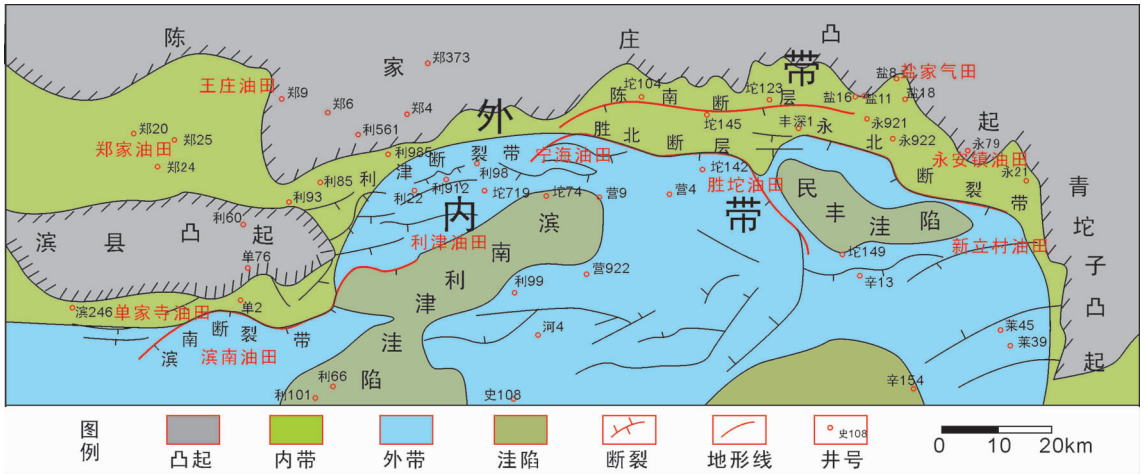 陈家庄凸起
外带
内带
郑373
王庄油田
郑9
郑6
郑4
利561
郑20
郑25
郑家油田
郑24
利985
利85
利93
利津断裂带
利98
利912
利22
坨719
坨74
宁海油田
坨104
坨123
陈南断层
坨145
胜北断层
坨142
营9
营4
胜坨油田
盐8
盐家气田
盐16
盐11
盐18
丰深1
永921
永922
永北断裂带
永79
永安镇油田
永21
青坨子凸起
民丰洼陷
新立村油田
坨149
辛13
滨县凸起
利60
单76
单2
滨246
单家寺油田
滨南断裂带
滨南油田
利津油田
滨南利津洼陷
营922
利99
河4
利66
利101
史108
莱45
莱39
辛154
图例
凸起
内带
外带
洼陷
断裂
地形线
史108
井号
0 10 20km